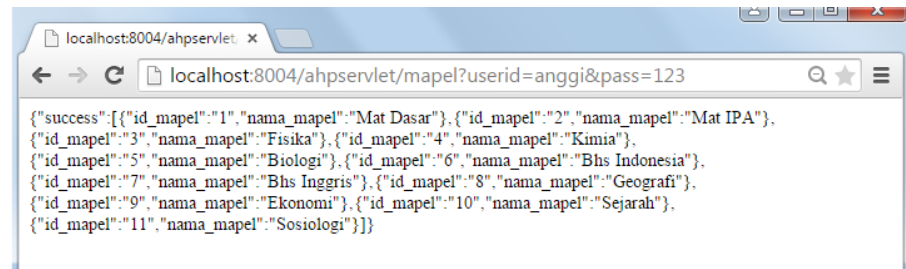 localhost:8004/ahpservlet/
localhost:8004/ahpservlet/mapel?userid=anggi&pass=123
{"success":[{"id_mapel":"1","nama_mapel":"Mat Dasar"},{"id_mapel":"2","nama_mapel":"Mat IPA"},
{"id_mapel":"3","nama_mapel":"Fisika"},{"id_mapel":"4","nama_mapel":"Kimia"},
{"id_mapel":"5","nama_mapel":"Biologi"},{"id_mapel":"6","nama_mapel":"Bhs Indonesia"},
{"id_mapel":"7","nama_mapel":"Bhs Inggris"},{"id_mapel":"8","nama_mapel":"Geografi"},
{"id_mapel":"9","nama_mapel":"Ekonomi"},{"id_mapel":"10","nama_mapel":"Sejarah"},
{"id_mapel":"11","nama_mapel":"Sosiologi"}]}